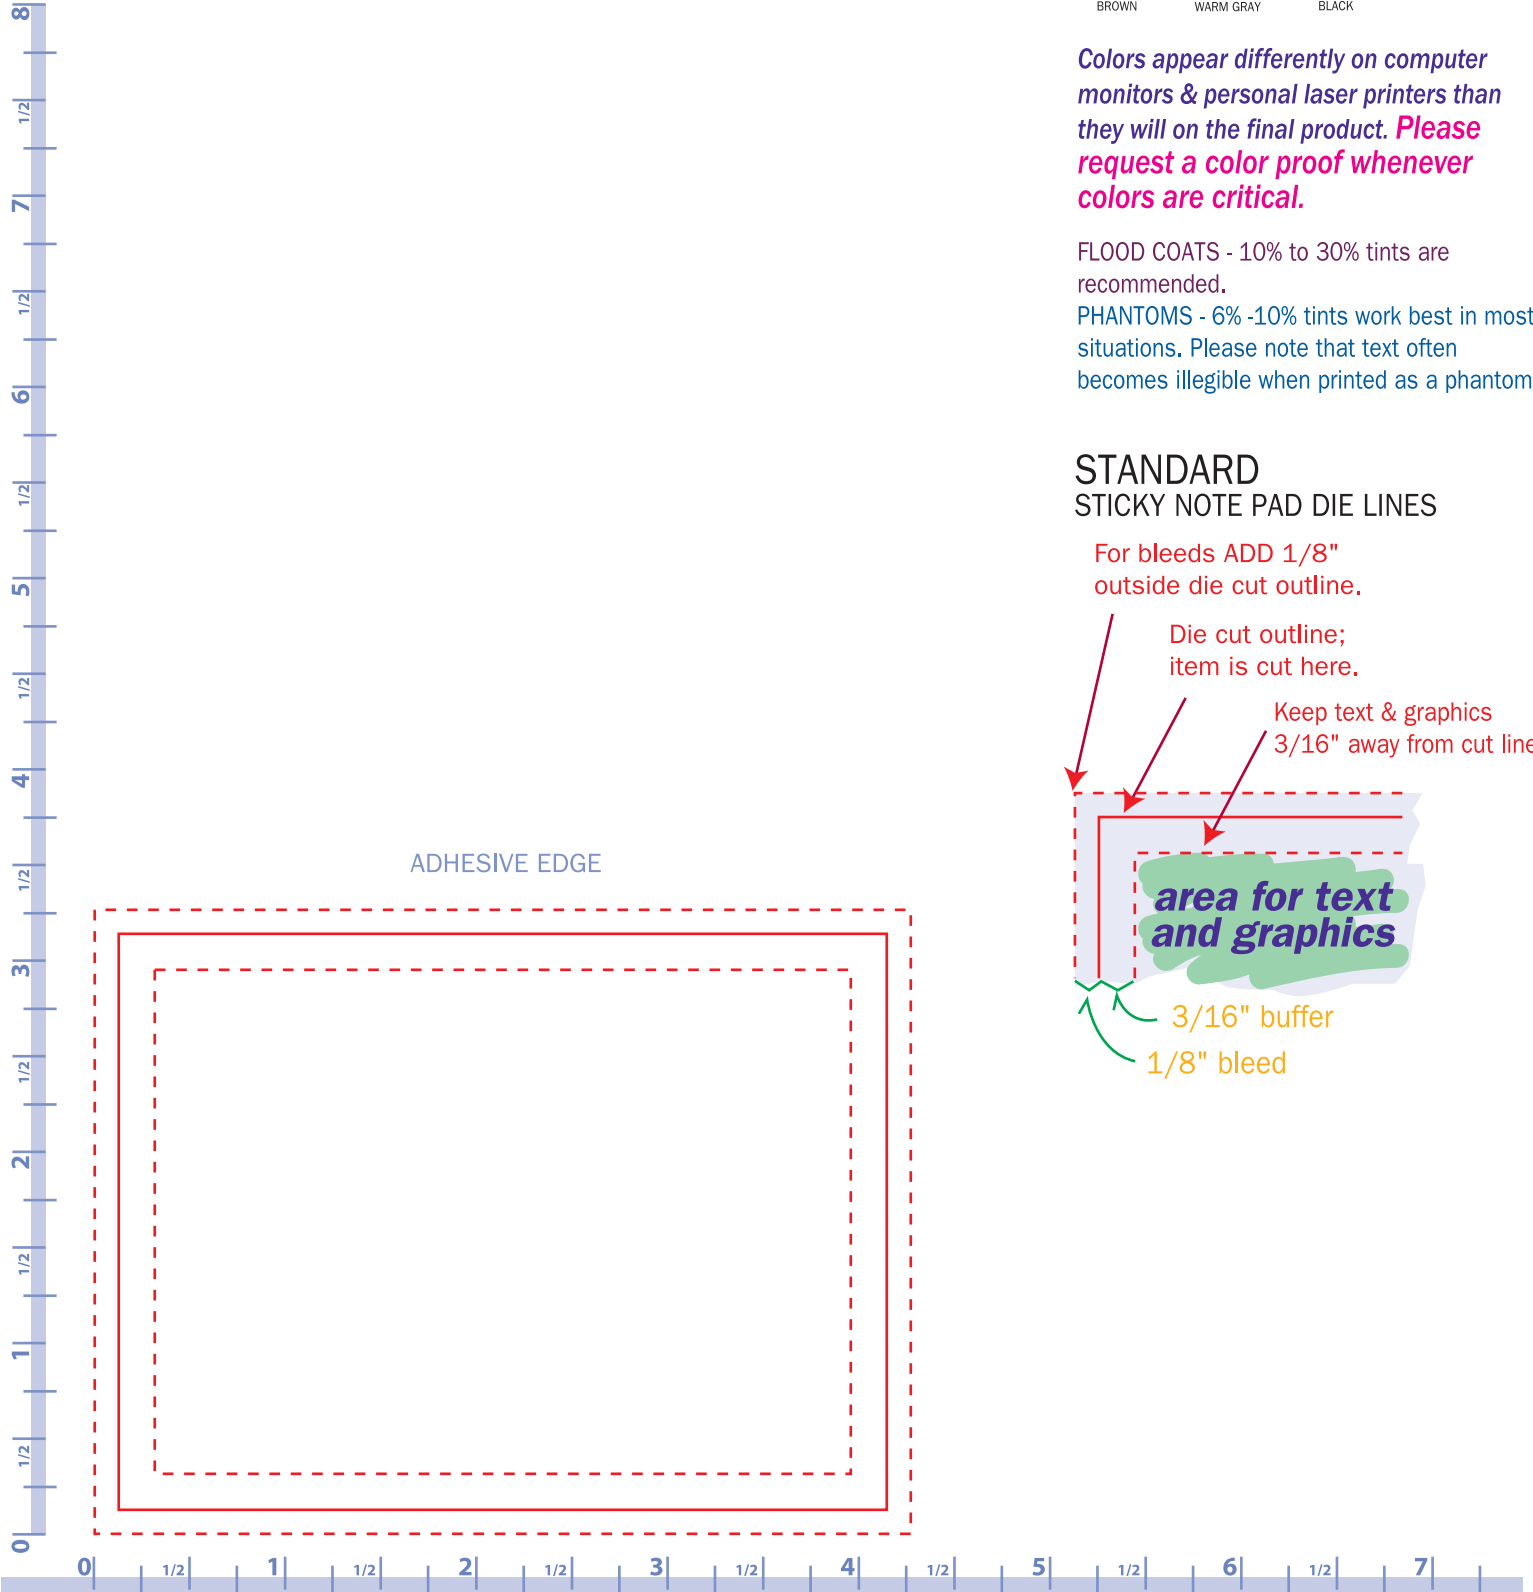 BROWN WARM GRAY BLACK
Colors appear differently on computer
monitors & personal laser printers than
they will on the final product. Please
request a color proof whenever
colors are critical.
FLOOD COATS - 10% to 30% tints are
recommended.
PHANTOMS - 6% -10% tints work best in most
situations. Please note that text often
becomes illegible when printed as a phantom
STANDARD
STICKY NOTE PAD DIE LINES
For bleeds ADD 1/8"
outside die cut outline.
Die cut outline;
item is cut here.
Keep text & graphics
3/16" away from cut line
area for text
and graphics
3/16" buffer
1/8" bleed
ADHESIVE EDGE
8
1/2
7
1/2
6
1/2
5
1/2
4
1/2
3
1/2
2
1/2
1
1/2
0
0 1/2 1 1/2 2 1/2 3 1/2 4 1/2 5 1/2 6 1/2 7